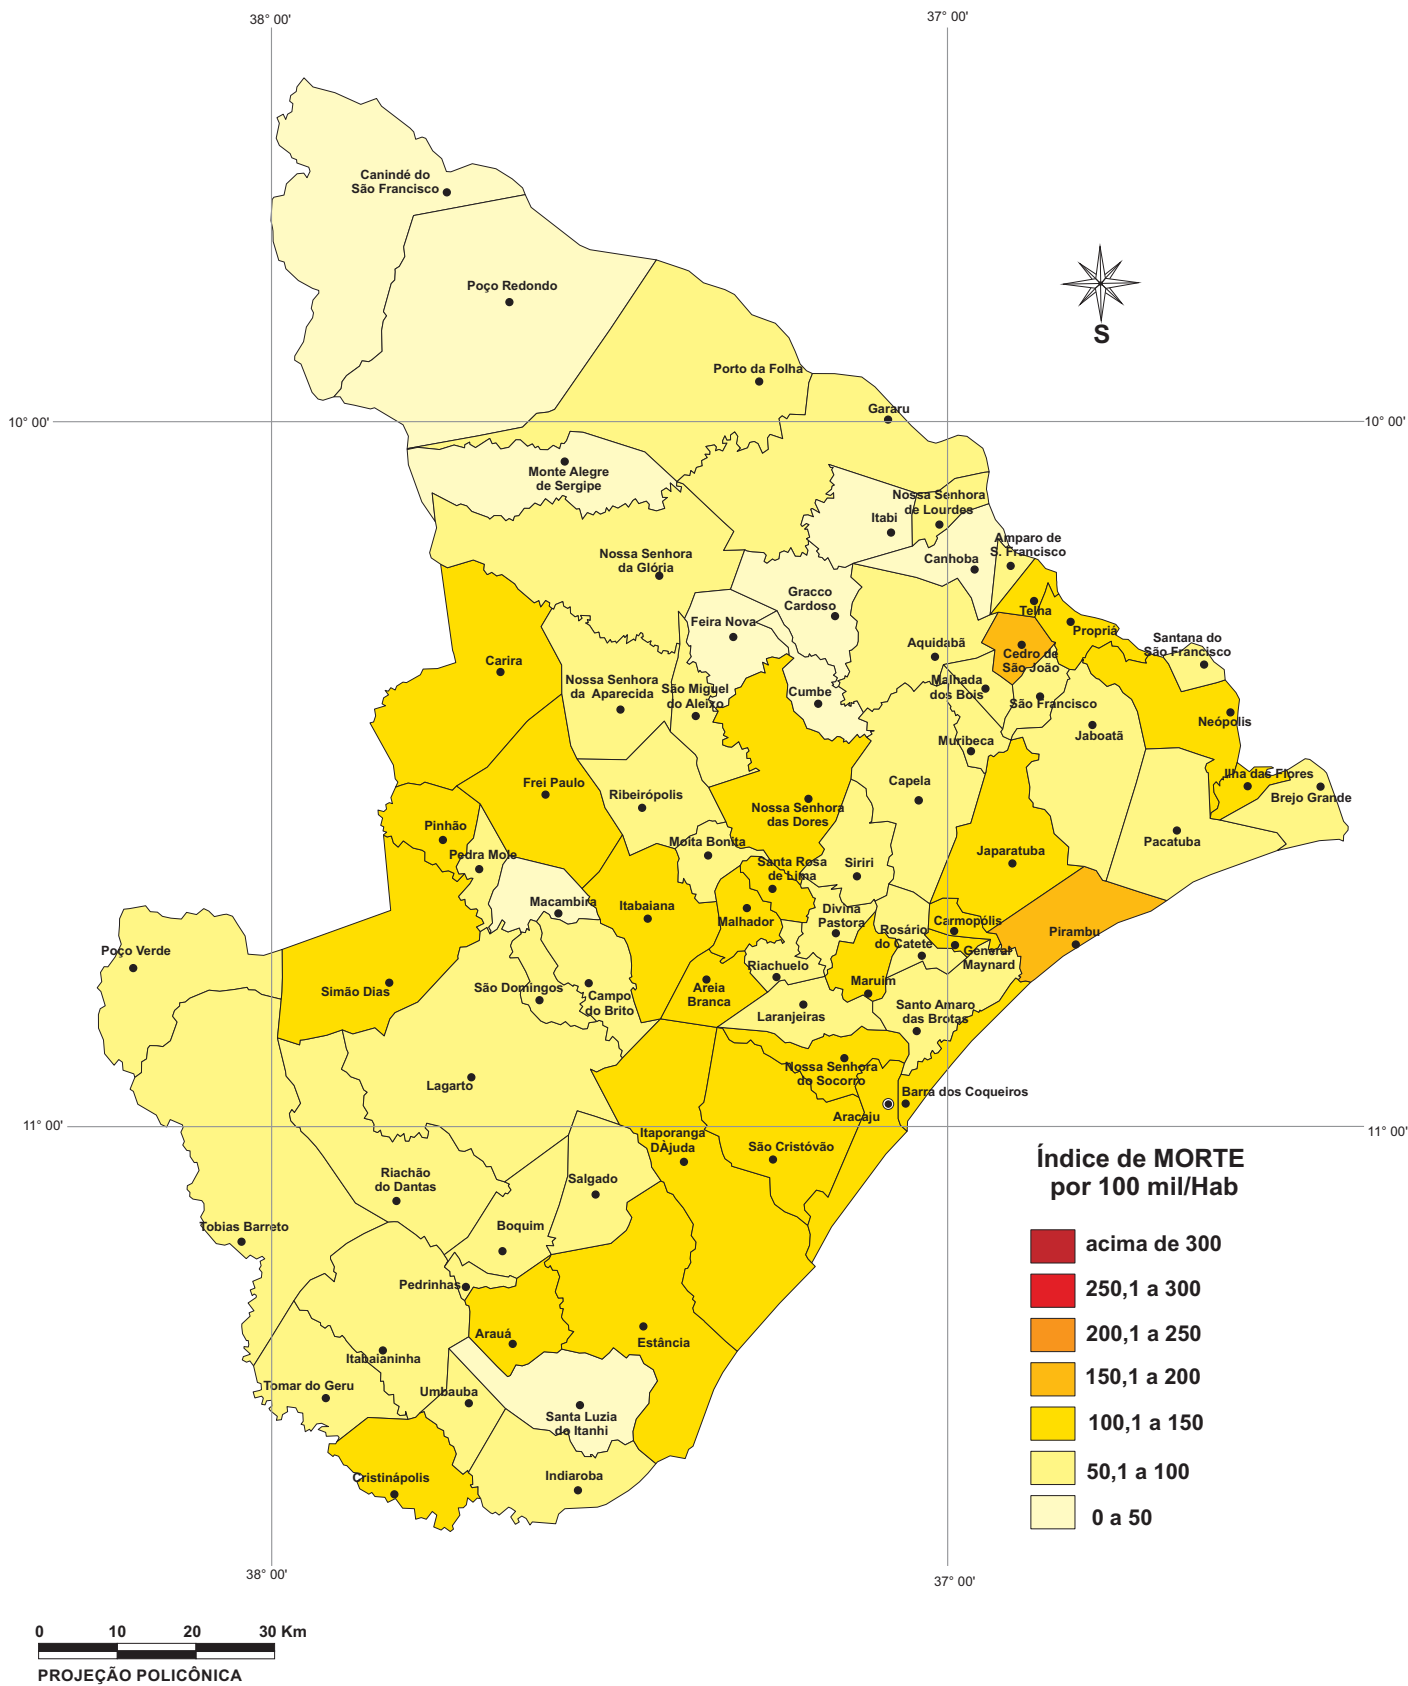 38° 00'
37° 00'
Canindé do
São Francisco
Poço Redondo
S
Porto da Folha
Gararu
10° 00'
10° 00'
Monte Alegre
de Sergipe
Nossa Senhora
de Lourdes
Itabi
Amparo de
S. Francisco
Nossa Senhora
da Glória
Canhoba
Gracco
Cardoso
Telha
Feira Nova
Propriá
Santana do
São Francisco
Aquidabã
Cedro de
São João
Carira
Nossa Senhora
da Aparecida
São Miguel
do Aleixo
Cumbe
Malhada
dos Bois
São Francisco
Neópolis
Jaboatã
Muribeca
Ilha das Flores
Brejo Grande
Frei Paulo
Ribeirópolis
Capela
Nossa Senhora
das Dores
Pinhão
Pedra Mole
Moita Bonita
Pacatuba
Japaratuba
Santa Rosa
de Lima
Siriri
Macambira
Itabaiana
Malhador
Divina
Pastora
Carmopólis
Rosário
do Catete
Pirambu
General
Maynard
Poço Verde
Riachuelo
Simão Dias
São Domingos
Campo
do Brito
Areia
Branca
Maruim
Santo Amaro
das Brotas
Laranjeiras
Nossa Senhora
do Socorro
Lagarto
Barra dos Coqueiros
Aracaju
11° 00'
11° 00'
Itaporanga
DÀjuda
São Cristóvão
Índice de MORTE
por 100 mil/Hab
Riachão
do Dantas
Salgado
Boquim
Tobias Barreto
acima de 300
Pedrinhas
250,1 a 300
Arauá
Estância
200,1 a 250
Itabaianinha
150,1 a 200
Tomar do Geru
Umbauba
Santa Luzia
do Itanhi
100,1 a 150
Cristinápolis
Indiaroba
50,1 a 100
0 a 50
38° 00'
37° 00'
0 10 20 30 Km
PROJEÇÃO POLICÔNICA